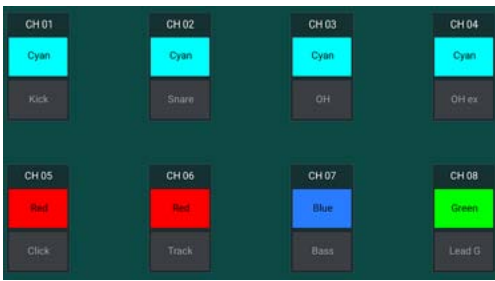 CH 01 CH 02 CH 03 CH 04
Cyan Cyan Cyan Cyan
Kick Snare OH OH ex
CH 05 CH 06 CH 07 CH 08
Red Red Blue Green
Click Track Bass Lead G